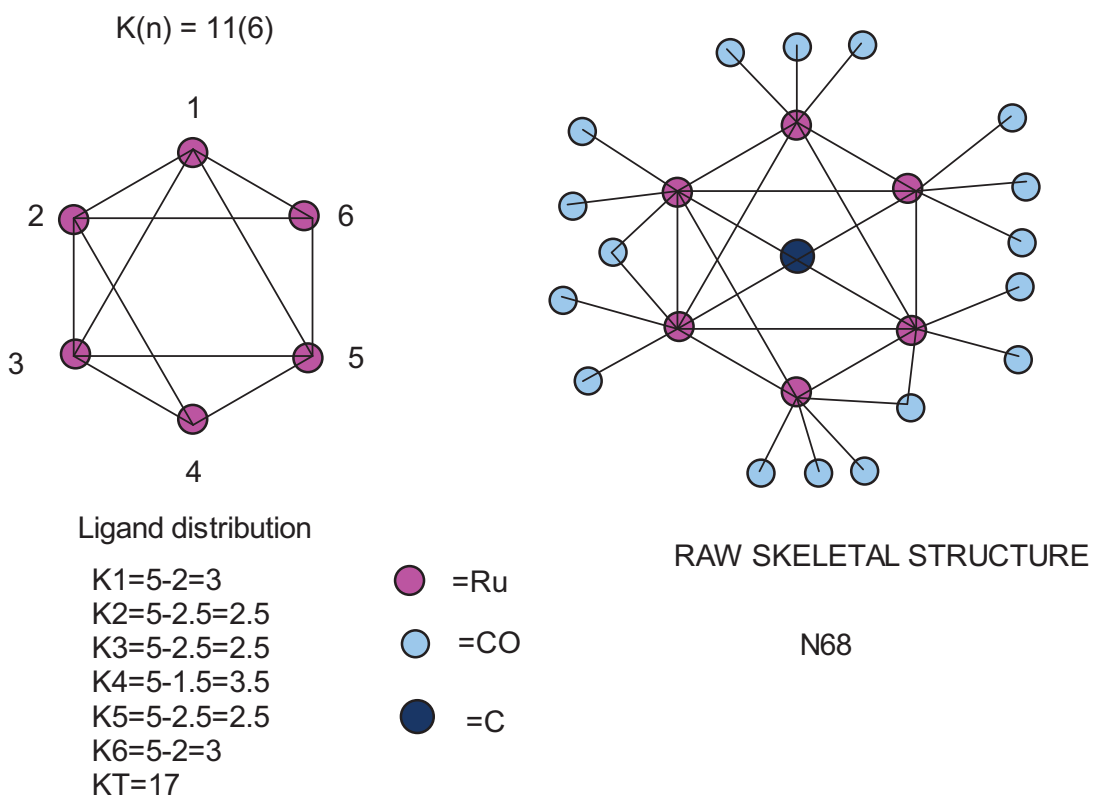 K(n) = 11(6)
1
2
6
3
5
4
Ligand distribution
K1=5-2=3
K2=5-2.5=2.5
K3=5-2.5=2.5
K4=5-1.5=3.5
K5=5-2.5=2.5
K6=5-2=3
KT=17
=Ru
=CO
=C
RAW SKELETAL STRUCTURE
N68